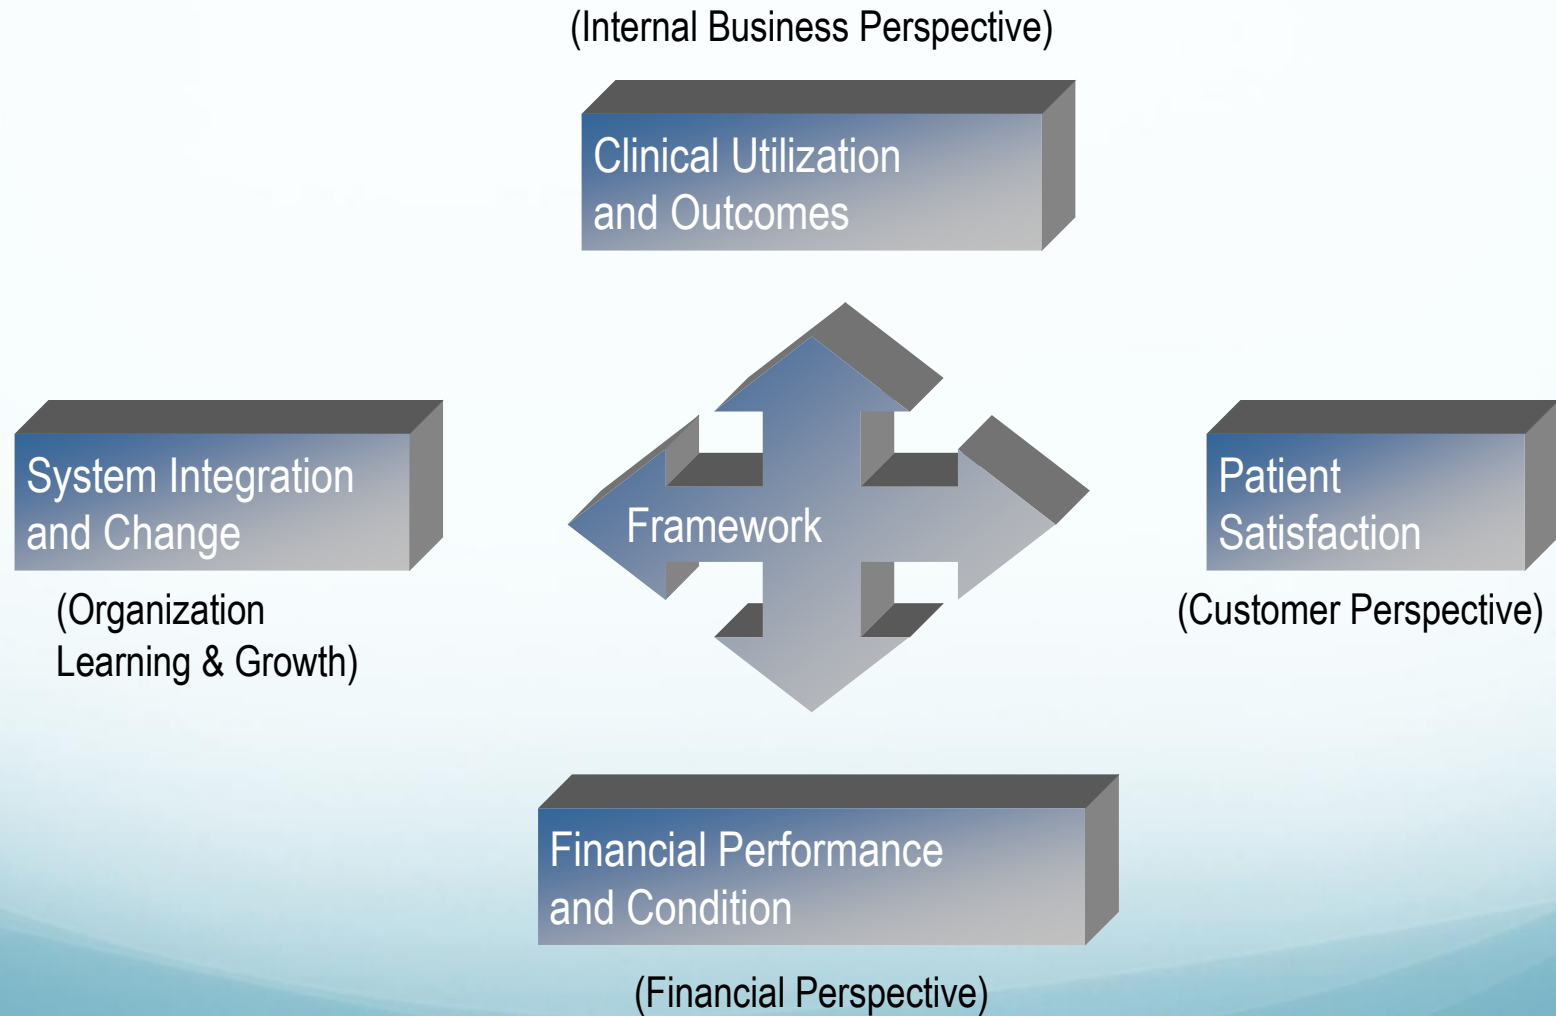 (Internal Business Perspective)
Clinical Utilization
and Outcomes
System Integration
and Change
(Organization
Learning & Growth)
Framework
Patient
Satisfaction
(Customer Perspective)
Financial Performance
and Condition
(Financial Perspective)